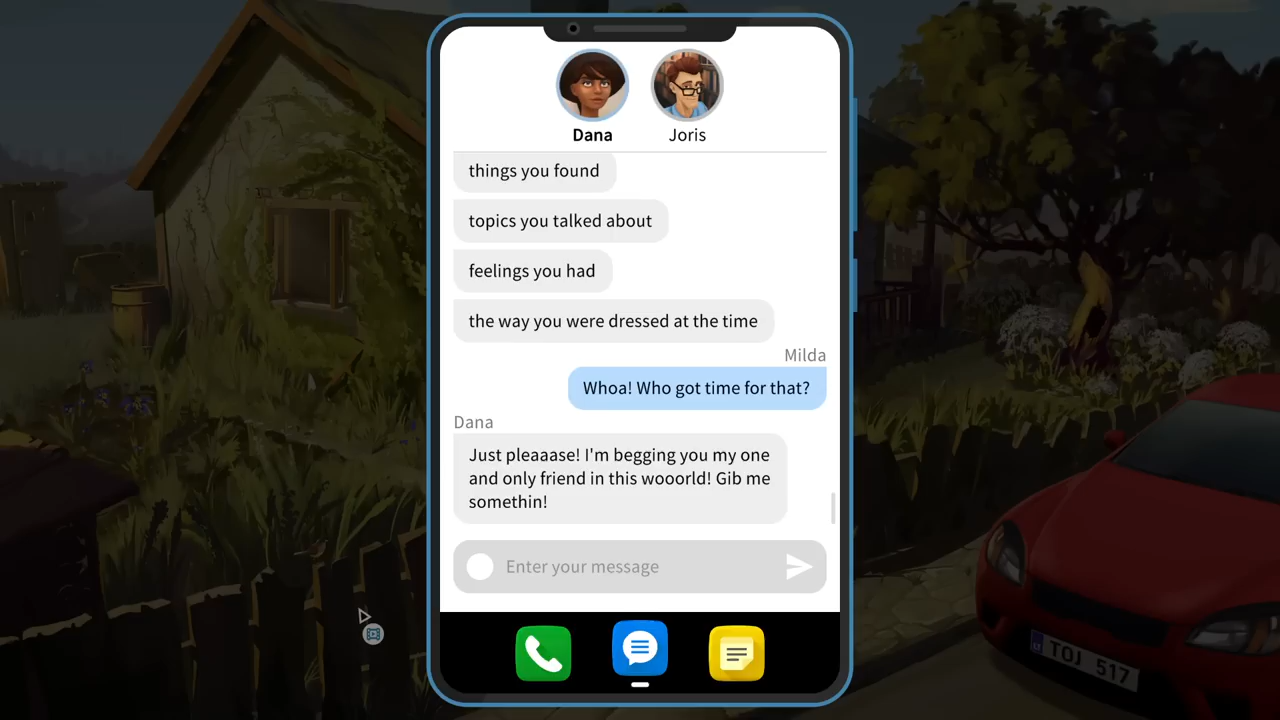 Dana
Joris
things you found
topics you talked about
feelings you had
the way you were dressed at the time
Milda
Whoa! Who got time for that?
Dana
Just pleaaase! I'm begging you my one
and only friend in this wooorld! Gib me
somethin!
Enter your message
TOJ 517